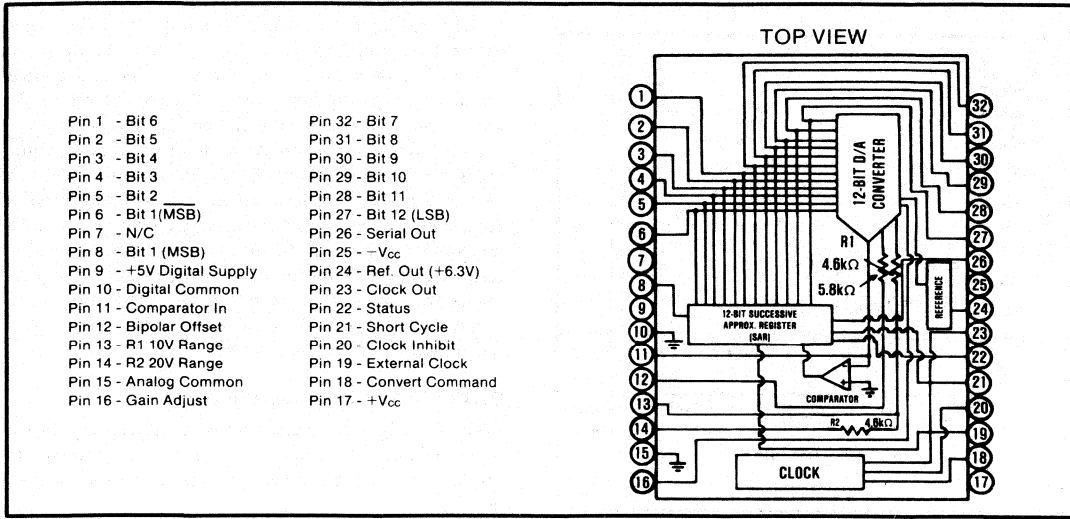 TOP VIEW
Pin 1 - Bit 6
Pin 2 - Bit 5
Pin 3 - Bit 4
Pin 4 - Bit 3
Pin 5 - Bit 2
Pin 6 - Bit 1(MSB)
Pin 7 - N/C
Pin 8 - Bit 1 (MSB)
Pin 9 - +5V Digital Supply
Pin 10 - Digital Common
Pin 11 - Comparator In
Pin 12 - Bipolar Offset
Pin 13 - R1 10V Range
Pin 14 - R2 20V Range
Pin 15 - Analog Common
Pin 16 - Gain Adjust
Pin 32 - Bit 7
Pin 31 - Bit 8
Pin 30 - Bit 9
Pin 29 - Bit 10
Pin 28 - Bit 11
Pin 27 - Bit 12 (LSB)
Pin 26 - Serial Out
Pin 25 - −Vcc
Pin 24 - Ref. Out (+6.3V)
Pin 23 - Clock Out
Pin 22 - Status
Pin 21 - Short Cycle
Pin 20 - Clock Inhibit
Pin 19 - External Clock
Pin 18 - Convert Command
Pin 17 - +Vcc
1
2
3
4
5
6
7
8
9
10
11
12
13
14
15
16
12-BIT D/A
CONVERTER
R1
4.6kΩ
5.8kΩ
REFERENCE
12-BIT SUCCESSIVE
APPROX. REGISTER
(SAR)
COMPARATOR
R2
4.6kΩ
CLOCK
32
31
30
29
28
27
26
25
24
23
22
21
20
19
18
17